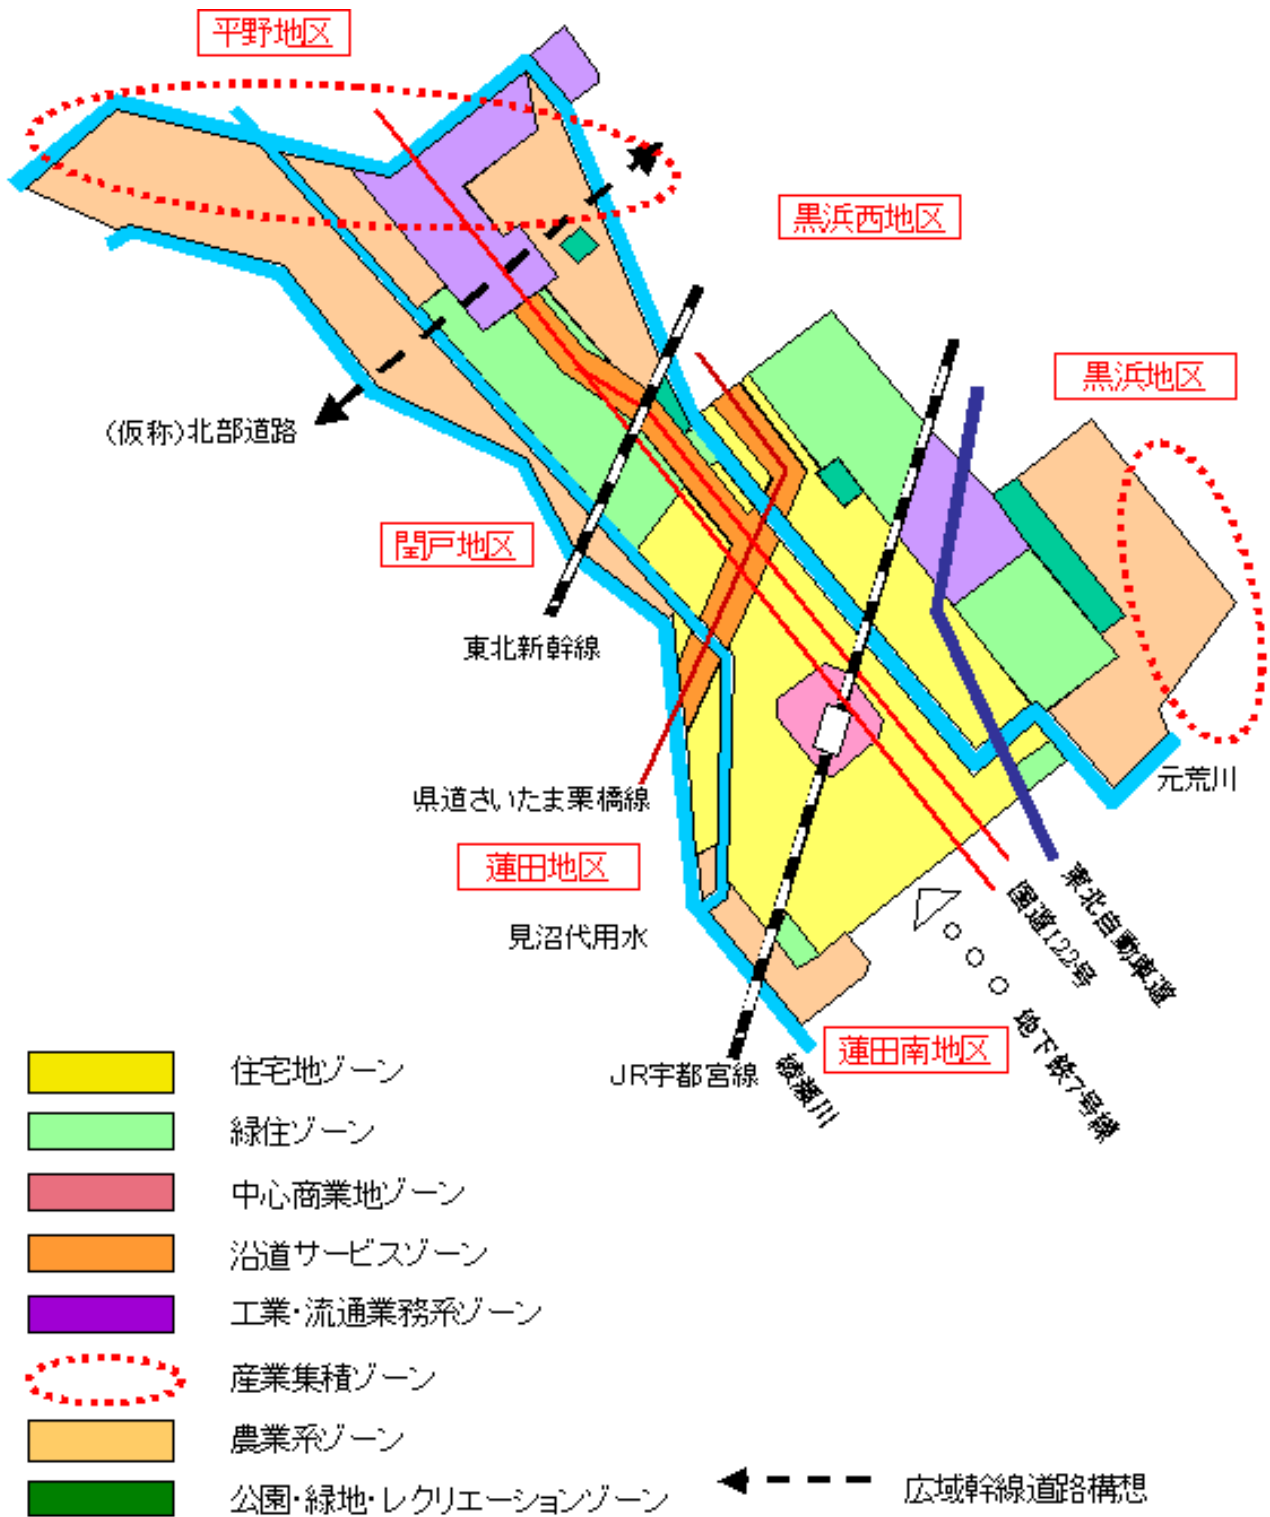 平野地区
黒浜西地区
黒浜地区
(仮称)北部道路
閏戸地区
東北新幹線
元荒川
県道さいたま栗橋線
蓮田地区
東北自動車道
国道122号
見沼代用水
地下鉄7号線
蓮田南地区
JR宇都宮線
綾瀬川
住宅地ゾーン
緑住ゾーン
中心商業地ゾーン
沿道サービスゾーン
工業・流通業務系ゾーン
産業集積ゾーン
農業系ゾーン
公園・緑地・レクリエーションゾーン
広域幹線道路構想